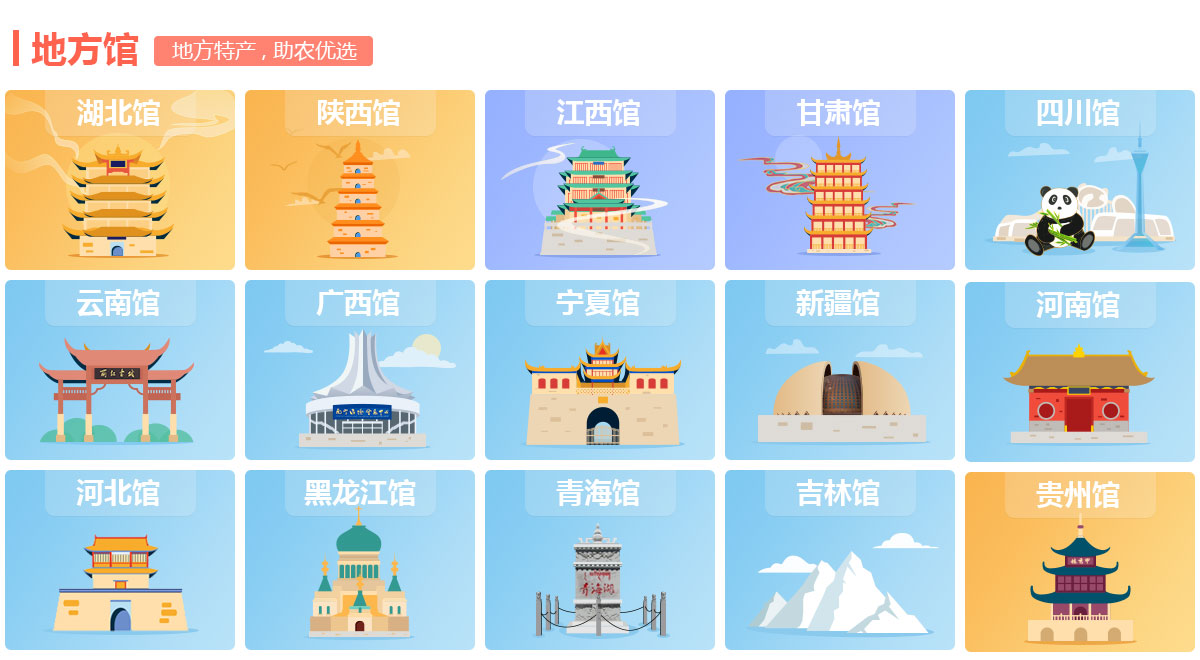 地方馆
地方特产，助农优选
湖北馆
陕西馆
江西馆
甘肃馆
四川馆
云南馆
广西馆
宁夏馆
新疆馆
河南馆
河北馆
黑龙江馆
青海馆
吉林馆
贵州馆
青海湖